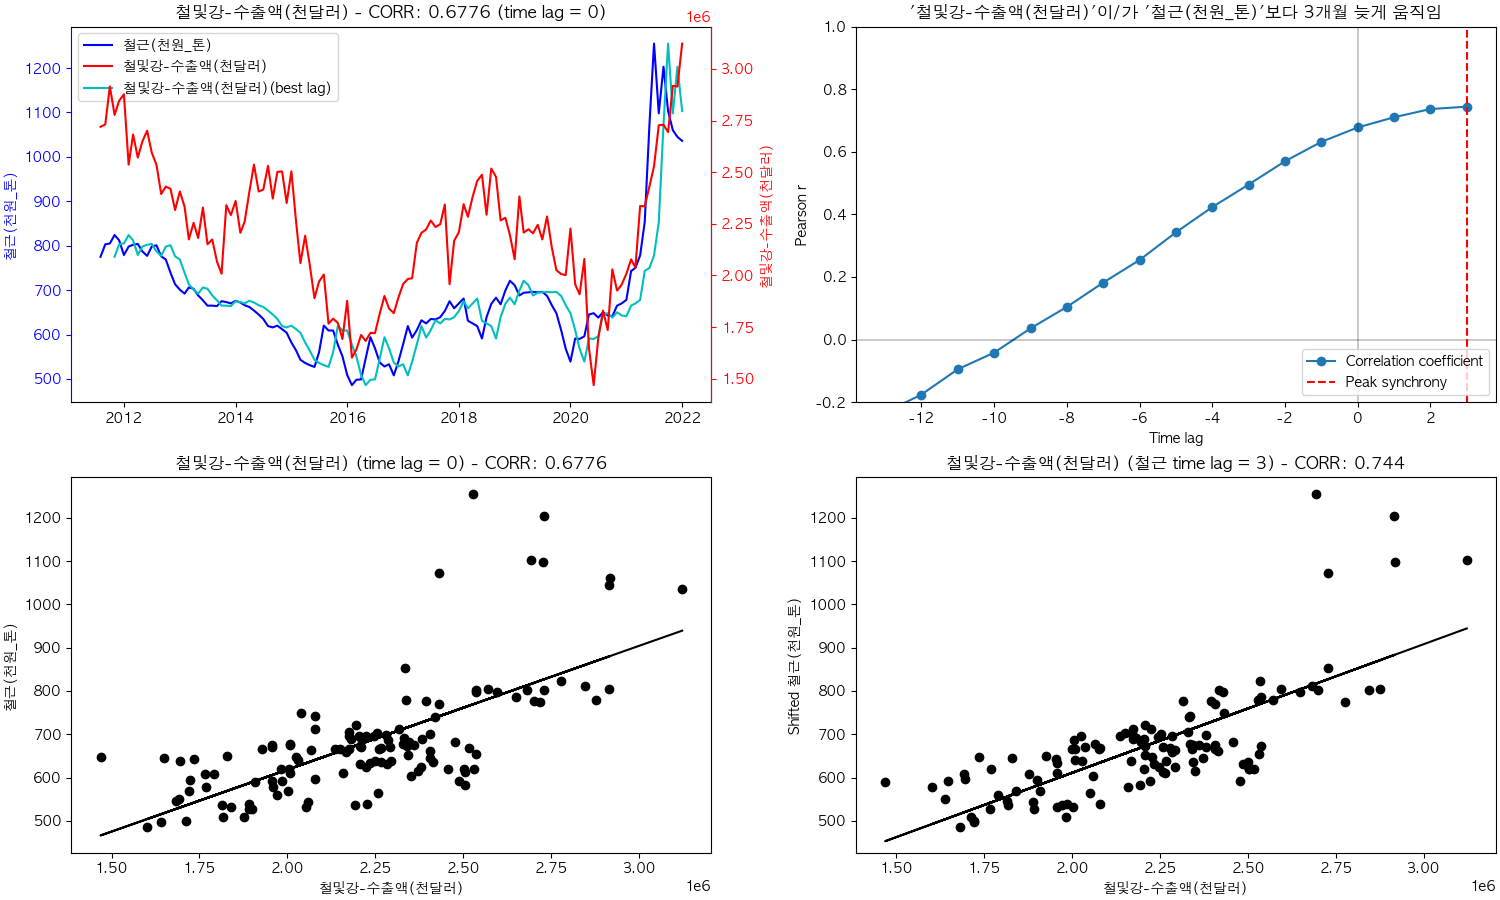 철및강-수출액(천달러) - CORR: 0.6776 (time lag = 0)
1e6
철근(천원_톤)
철및강-수출액(천달러)
철및강-수출액(천달러)(best lag)
1200
1100
1000
900
800
700
600
500
철근(천원_톤)
3.00
2.75
2.50
2.25
2.00
1.75
1.50
철및강-수출액(천달러)
2012 2014 2016 2018 2020 2022
'철및강-수출액(천달러)'이/가 '철근(천원_톤)'보다 3개월 늦게 움직임
1.0
0.8
0.6
0.4
0.2
0.0
-0.2
Pearson r
Correlation coefficient
Peak synchrony
-12 -10 -8 -6 -4 -2 0 2
Time lag
철및강-수출액(천달러) (time lag = 0) - CORR: 0.6776
1200
1100
1000
900
800
700
600
500
철근(천원_톤)
1.50 1.75 2.00 2.25 2.50 2.75 3.00
철및강-수출액(천달러)
1e6
철및강-수출액(천달러) (철근 time lag = 3) - CORR: 0.744
1200
1100
1000
900
800
700
600
500
Shifted 철근(천원_톤)
1.50 1.75 2.00 2.25 2.50 2.75 3.00
철및강-수출액(천달러)
1e6